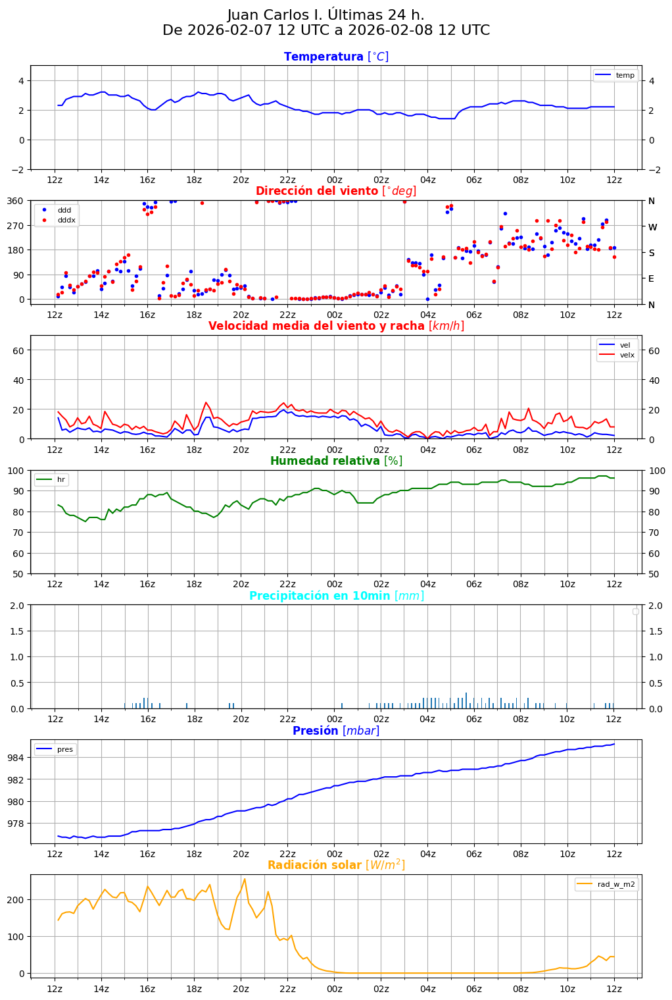 Juan Carlos I. Últimas 24 h.
De 2026-02-07 12 UTC a 2026-02-08 12 UTC
Temperatura [°C]
4 temp 4
2 2
0 0
−2 −2
12z 14z 16z 18z 20z 22z 00z 02z 04z 06z 08z 10z 12z
Dirección del viento [°deg]
360 ddd N
270 dddx W
180 S
90 E
0 N
12z 14z 16z 18z 20z 22z 00z 02z 04z 06z 08z 10z 12z
Velocidad media del viento y racha [km/h]
60 vel 60
velx
40 40
20 20
0 0
12z 14z 16z 18z 20z 22z 00z 02z 04z 06z 08z 10z 12z
Humedad relativa [%]
100 hr 100
90 90
80 80
70 70
60 60
50 50
12z 14z 16z 18z 20z 22z 00z 02z 04z 06z 08z 10z 12z
Precipitación en 10min [mm]
2.0 2.0
1.5 1.5
1.0 1.0
0.5 0.5
0.0 0.0
12z 14z 16z 18z 20z 22z 00z 02z 04z 06z 08z 10z 12z
Presión [mbar]
984 pres
982
980
978
12z 14z 16z 18z 20z 22z 00z 02z 04z 06z 08z 10z 12z
Radiación solar [W/m²]
rad_w_m2
200
100
0
12z 14z 16z 18z 20z 22z 00z 02z 04z 06z 08z 10z 12z